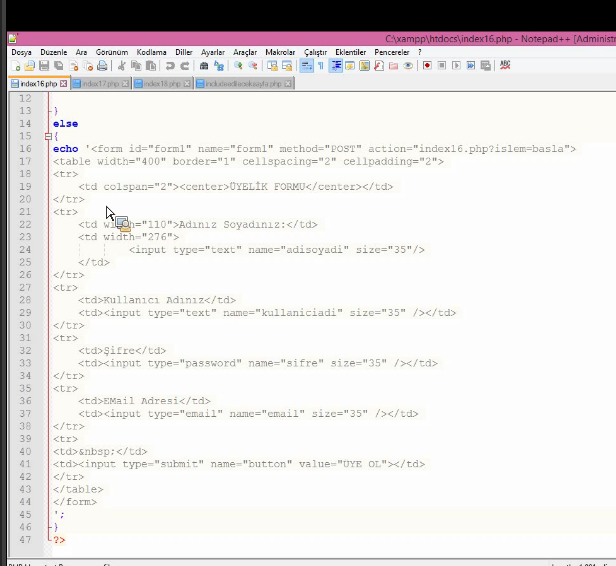 C:\xampp\htdocs\index16.php - Notepad++ [Administr
Dosya Düzenle Ara Görünüm Kodlama Diller Ayarlar Araçlar Makrolar Çalıştır Eklentiler Pencereler ?
index16.php index17.php index18.php
12
13 }
14 else
15 {
16 echo '<form id="form1" name="form1" method="POST" action="index16.php?islem=basla">
17 <table width="400" border="1" cellspacing="2" cellpadding="2">
18 <tr>
19 <td colspan="2"><center>ÜYELİK FORMU</center></td>
20 </tr>
21 <tr>
22 <td width="110">Adınız Soyadınız:</td>
23 <td width="276">
24 <input type="text" name="adisoyadi" size="35"/>
25 </td>
26 </tr>
27 <tr>
28 <td>Kullanıcı Adınız</td>
29 <td><input type="text" name="kullaniciadi" size="35" /></td>
30 </tr>
31 <tr>
32 <td>Şifre</td>
33 <td><input type="password" name="sifre" size="35" /></td>
34 </tr>
35 <tr>
36 <td>EMail Adresi</td>
37 <td><input type="email" name="email" size="35" /></td>
38 </tr>
39 <tr>
40 <td>&nbsp;</td>
41 <td><input type="submit" name="button" value="ÜYE OL"></td>
42 </tr>
43 </table>
44 </form>
45 ';
46 }
47 ?>